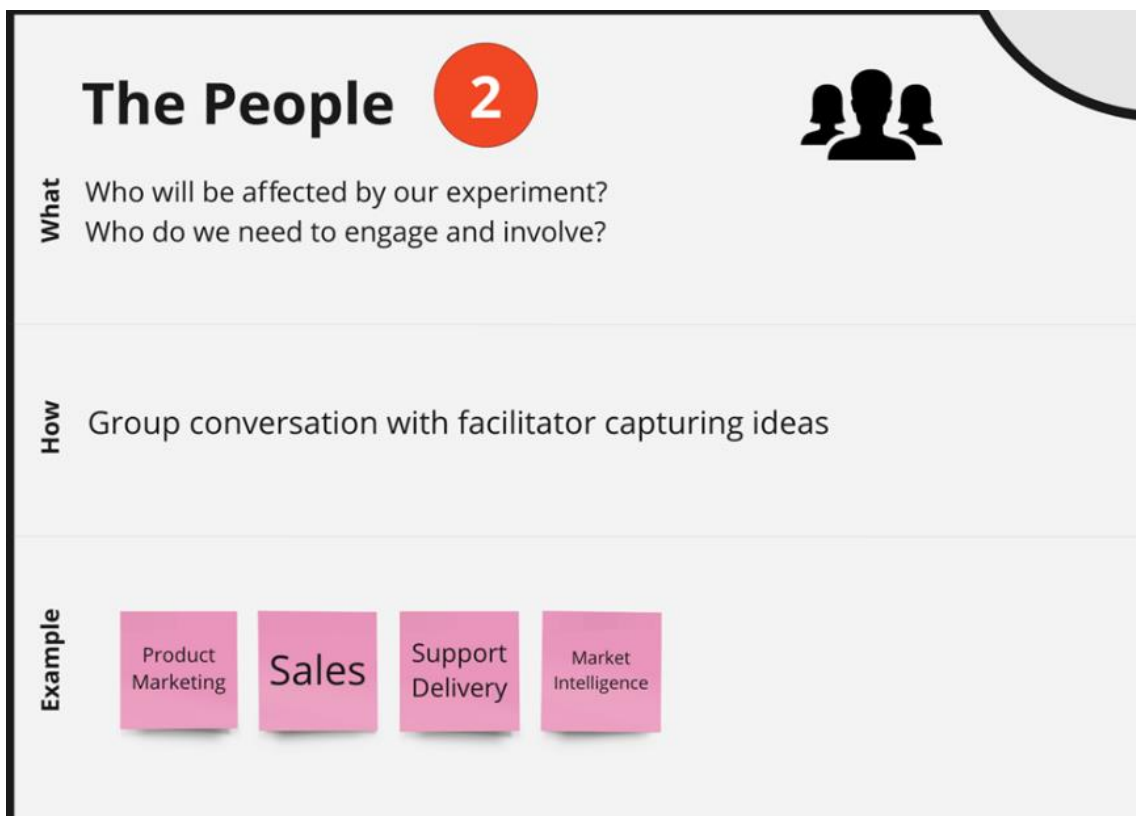 The People 2
What
Who will be affected by our experiment?
Who do we need to engage and involve?
How
Group conversation with facilitator capturing ideas
Example
Product
Marketing
Sales
Support
Delivery
Market
Intelligence